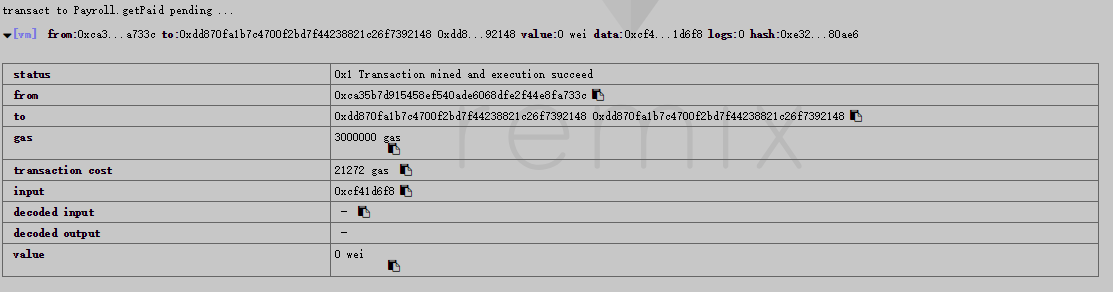 transact to Payroll.getPaid pending ...
[vm] from:0xca3...a733c to:0xdd870fa1b7c4700f2bd7f44238821c26f7392148 0xdd8...92148 value:0 wei data:0xcf4...1d6f8 logs:0 hash:0xe32...80ae6
status 0x1 Transaction mined and execution succeed
from 0xca35b7d915458ef540ade6068dfe2f44e8fa733c
to 0xdd870fa1b7c4700f2bd7f44238821c26f7392148 0xdd870fa1b7c4700f2bd7f44238821c26f7392148
gas 3000000 gas
transaction cost 21272 gas
input 0xcf41d6f8
decoded input -
decoded output -
value 0 wei
remix